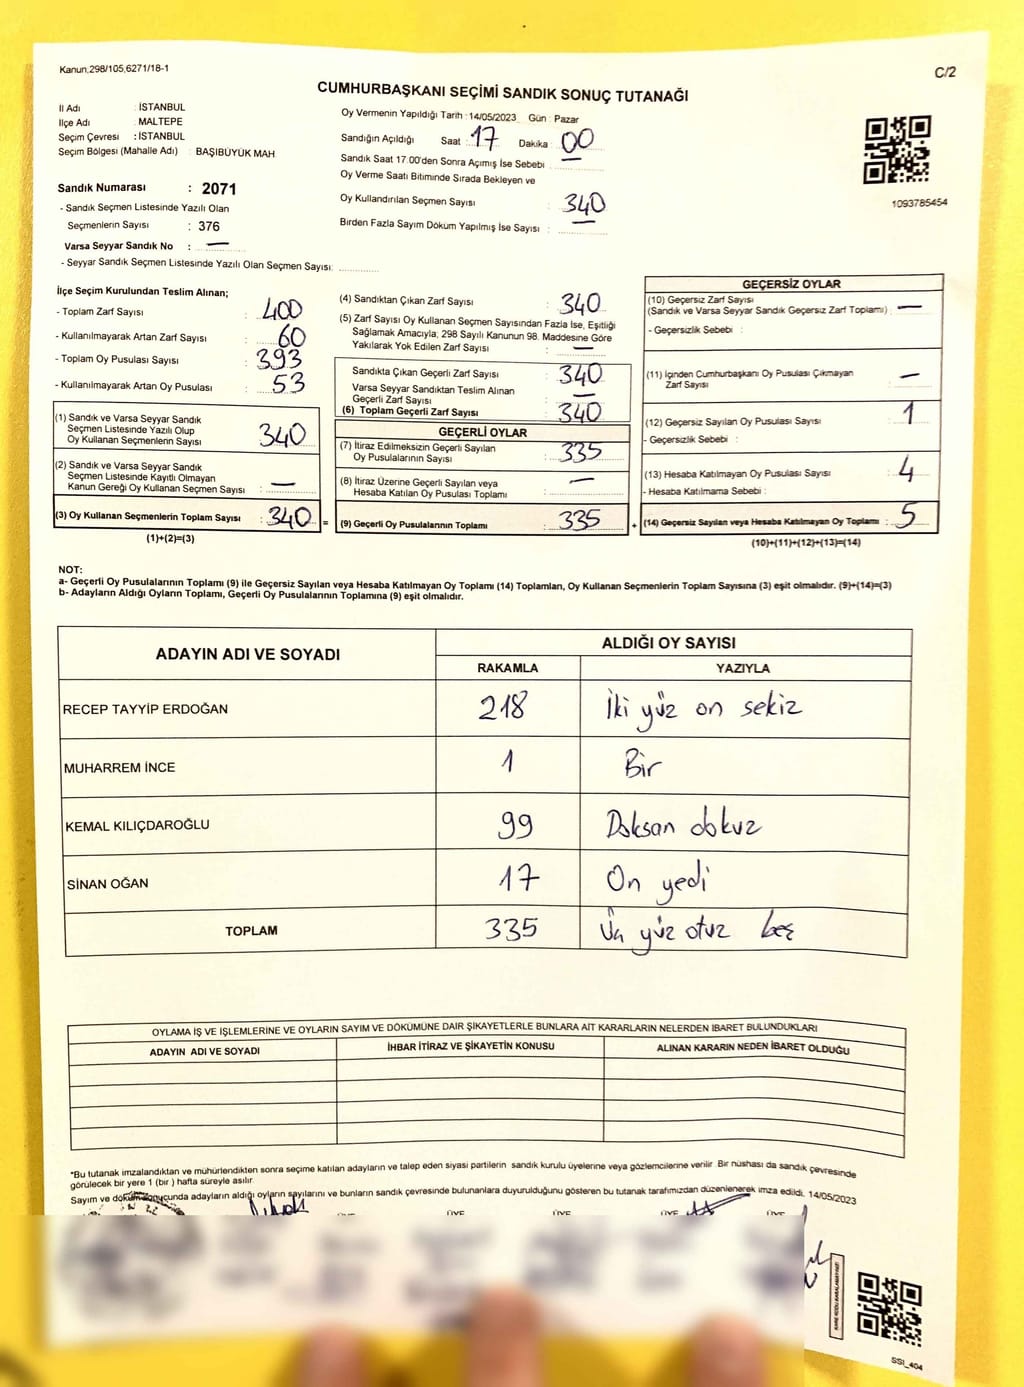 Kanun,298/105,6271/18-1
C/2
CUMHURBAŞKANI SEÇİMİ SANDIK SONUÇ TUTANAĞI
İl Adı : İSTANBUL
İlçe Adı : MALTEPE
Seçim Çevresi : İSTANBUL
Seçim Bölgesi (Mahalle Adı) : BAŞIBÜYÜK MAH
Sandık Numarası : 2071
- Sandık Seçmen Listesinde Yazılı Olan
Seçmenlerin Sayısı : 376
Varsa Seyyar Sandık No : —
- Seyyar Sandık Seçmen Listesinde Yazılı Olan Seçmen Sayısı:
Oy Vermenin Yapıldığı Tarih : 14/05/2023 Gün : Pazar
Sandığın Açıldığı Saat : 17 Dakika : 00
Sandık Saat 17.00'den Sonra Açımış İse Sebebi : —
Oy Verme Saati Bitiminde Sırada Bekleyen ve
Oy Kullandırılan Seçmen Sayısı : 340
Birden Fazla Sayım Döküm Yapılmış İse Sayısı : —
1093785454
İlçe Seçim Kurulundan Teslim Alınan;
- Toplam Zarf Sayısı : 400
- Kullanılmayarak Artan Zarf Sayısı : 60
- Toplam Oy Pusulası Sayısı : 393
- Kullanılmayarak Artan Oy Pusulası : 53
(1) Sandık ve Varsa Seyyar Sandık
Seçmen Listesinde Yazılı Olup
Oy Kullanan Seçmenlerin Sayısı : 340
(2) Sandık ve Varsa Seyyar Sandık
Seçmen Listesinde Kayıtlı Olmayan
Kanun Gereği Oy Kullanan Seçmen Sayısı : —
(3) Oy Kullanan Seçmenlerin Toplam Sayısı : 340 =
(1)+(2)=(3)
(4) Sandıktan Çıkan Zarf Sayısı : 340
(5) Zarf Sayısı Oy Kullanan Seçmen Sayısından Fazla İse, Eşitliği
Sağlamak Amacıyla; 298 Sayılı Kanunun 98. Maddesine Göre
Yakılarak Yok Edilen Zarf Sayısı : —
Sandıkta Çıkan Geçerli Zarf Sayısı : 340
Varsa Seyyar Sandıktan Teslim Alınan
Geçerli Zarf Sayısı : —
(6) Toplam Geçerli Zarf Sayısı : 340
GEÇERLİ OYLAR
(7) İtiraz Edilmeksizin Geçerli Sayılan
Oy Pusulalarının Sayısı : 335
(8) İtiraz Üzerine Geçerli Sayılan veya
Hesaba Katılan Oy Pusulası Toplamı : —
(9) Geçerli Oy Pusulalarının Toplamı : 335 +
GEÇERSİZ OYLAR
(10) Geçersiz Zarf Sayısı
(Sandık ve Varsa Seyyar Sandık Geçersiz Zarf Toplamı) : —
- Geçersizlik Sebebi :
(11) İçinden Cumhurbaşkanı Oy Pusulası Çıkmayan
Zarf Sayısı : —
(12) Geçersiz Sayılan Oy Pusulası Sayısı : 1
- Geçersizlik Sebebi :
(13) Hesaba Katılmayan Oy Pusulası Sayısı : 4
- Hesaba Katılmama Sebebi :
(14) Geçersiz Sayılan veya Hesaba Katılmayan Oy Toplamı : 5
(10)+(11)+(12)+(13)=(14)
NOT:
a- Geçerli Oy Pusulalarının Toplamı (9) ile Geçersiz Sayılan veya Hesaba Katılmayan Oy Toplamı (14) Toplamları, Oy Kullanan Seçmenlerin Toplam Sayısına (3) eşit olmalıdır. (9)+(14)=(3)
b- Adayların Aldığı Oyların Toplamı, Geçerli Oy Pusulalarının Toplamına (9) eşit olmalıdır.
ADAYIN ADI VE SOYADI
ALDIĞI OY SAYISI
RAKAMLA YAZIYLA
RECEP TAYYİP ERDOĞAN 218 İki yüz on sekiz
MUHARREM İNCE 1 Bir
KEMAL KILIÇDAROĞLU 99 Doksan dokuz
SİNAN OĞAN 17 On yedi
TOPLAM 335 Üç yüz otuz beş
OYLAMA İŞ VE İŞLEMLERİNE VE OYLARIN SAYIM VE DÖKÜMÜNE DAİR ŞİKAYETLERLE BUNLARA AİT KARARLARIN NELERDEN İBARET BULUNDUKLARI
ADAYIN ADI VE SOYADI İHBAR İTİRAZ VE ŞİKAYETİN KONUSU ALINAN KARARIN NEDEN İBARET OLDUĞU
*Bu tutanak imzalandıktan ve mühürlendikten sonra seçime katılan adayların ve talep eden siyasi partilerin sandık kurulu üyelerine veya gözlemcilerine verilir. Bir nüshası da sandık çevresinde
görülecek bir yere 1 (bir) hafta süreyle asılır.
Sayım ve dökümü sonucunda adayların aldığı oyların sayılarını ve bunların sandık çevresinde bulunanlara duyurulduğunu gösteren bu tutanak tarafımızdan düzenlenerek imza edildi. 14/05/2023
ÜYE ÜYE ÜYE ÜYE ÜYE
SSI_404